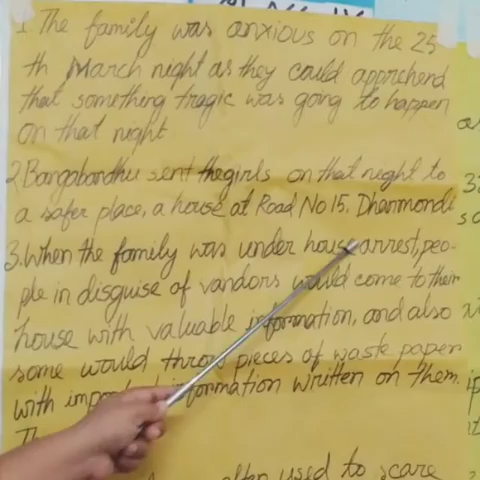 1 The family was anxious on the 25
th March night as they could apprehend
that something tragic was going to happen
on that night
2 Bangabandhu sent the girls on that night to
a safer place, a house at Road No 15. Dhanmondi
3. When the family was under house arrest, peo-
ple in disguise of vandors would come to their
house with valuable information, and also
some would throw pieces of waste paper
with information written on them.
Th
often used to scare